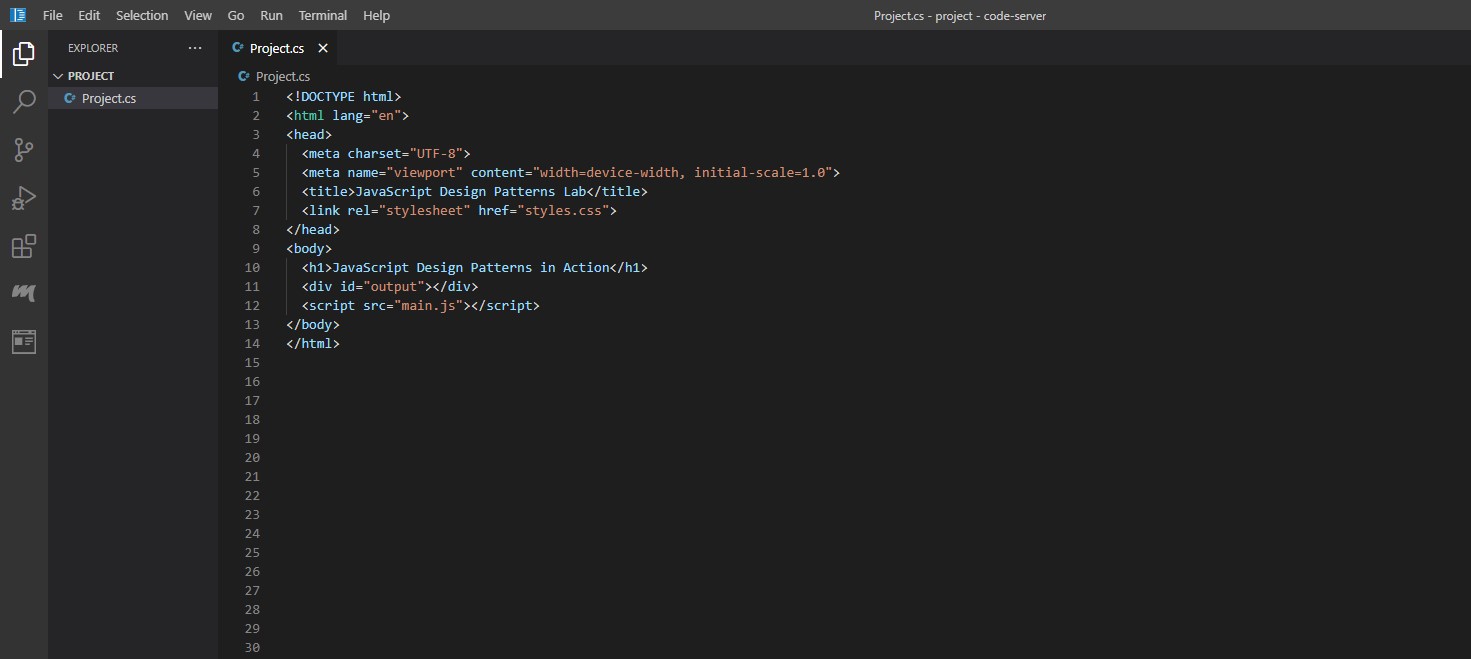 File Edit Selection View Go Run Terminal Help Project.cs - project - code-server
EXPLORER ···
PROJECT
C# Project.cs
C# Project.cs ×
C# Project.cs
1 <!DOCTYPE html>
2 <html lang="en">
3 <head>
4 <meta charset="UTF-8">
5 <meta name="viewport" content="width=device-width, initial-scale=1.0">
6 <title>JavaScript Design Patterns Lab</title>
7 <link rel="stylesheet" href="styles.css">
8 </head>
9 <body>
10 <h1>JavaScript Design Patterns in Action</h1>
11 <div id="output"></div>
12 <script src="main.js"></script>
13 </body>
14 </html>
15
16
17
18
19
20
21
22
23
24
25
26
27
28
29
30